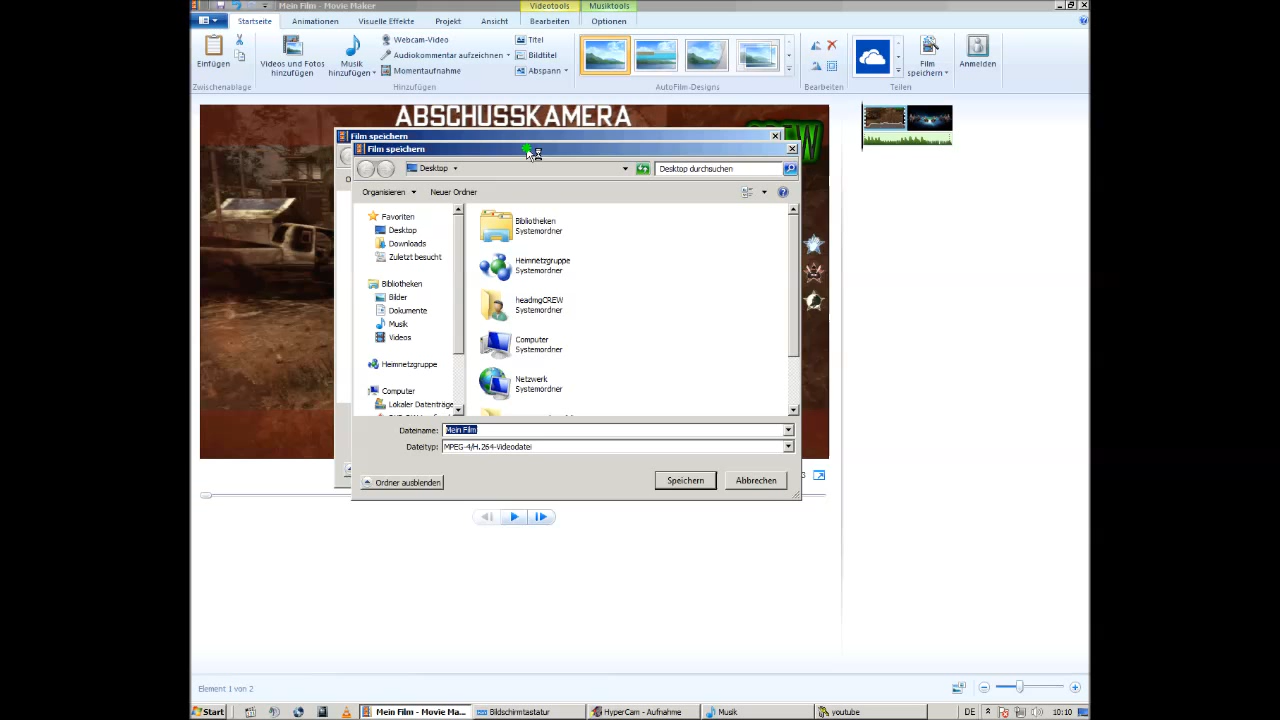 Mein Film - Movie Maker
Videotools
Musiktools
Startseite
Animationen
Visuelle Effekte
Projekt
Ansicht
Bearbeiten
Optionen
Einfügen
Videos und Fotos
hinzufügen
Musik
hinzufügen
Webcam-Video
Audiokommentar aufzeichnen
Momentaufnahme
Titel
Bildtitel
Abspann
Film
speichern
Anmelden
Zwischenablage
Hinzufügen
AutoFilm-Designs
Bearbeiten
Teilen
ABSCHUSSKAMERA
Film speichern
Film speichern
Desktop
Desktop durchsuchen
Organisieren
Neuer Ordner
Favoriten
Desktop
Downloads
Zuletzt besucht
Bibliotheken
Bilder
Dokumente
Musik
Videos
Heimnetzgruppe
Computer
Lokaler Datenträge
Bibliotheken
Systemordner
Heimnetzgruppe
Systemordner
headmgCREW
Systemordner
Computer
Systemordner
Netzwerk
Systemordner
Dateiname:
Mein Film
Dateityp:
MPEG-4/H.264-Videodatei
Ordner ausblenden
Speichern
Abbrechen
Element 1 von 2
Start
Mein Film - Movie Ma...
Bildschirmtastatur
HyperCam - Aufnahme
Musik
youtube
DE
10:10